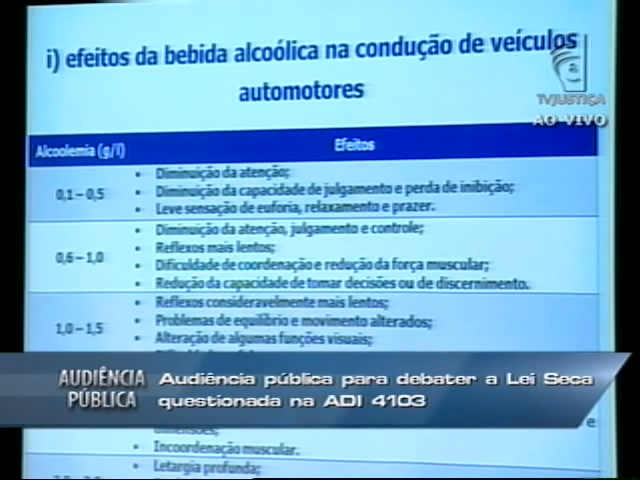 i) efeitos da bebida alcoólica na condução de veículos
automotores
TVJUSTIÇA
AO VIVO
Alcoolemia (g/l)
Efeitos
0,1 – 0,5
• Diminuição da atenção;
• Diminuição da capacidade de julgamento e perda de inibição;
• Leve sensação de euforia, relaxamento e prazer.
0,6 – 1,0
• Diminuição da atenção, julgamento e controle;
• Reflexos mais lentos;
• Dificuldade de coordenação e redução da força muscular;
• Redução da capacidade de tomar decisões ou de discernimento.
1,0 – 1,5
• Reflexos consideravelmente mais lentos;
• Problemas de equilíbrio e movimento alterados;
• Alteração de algumas funções visuais;
AUDIÊNCIA
PÚBLICA
Audiência pública para debater a Lei Seca
questionada na ADI 4103
e
• Incoordenação muscular.
• Letargia profunda;